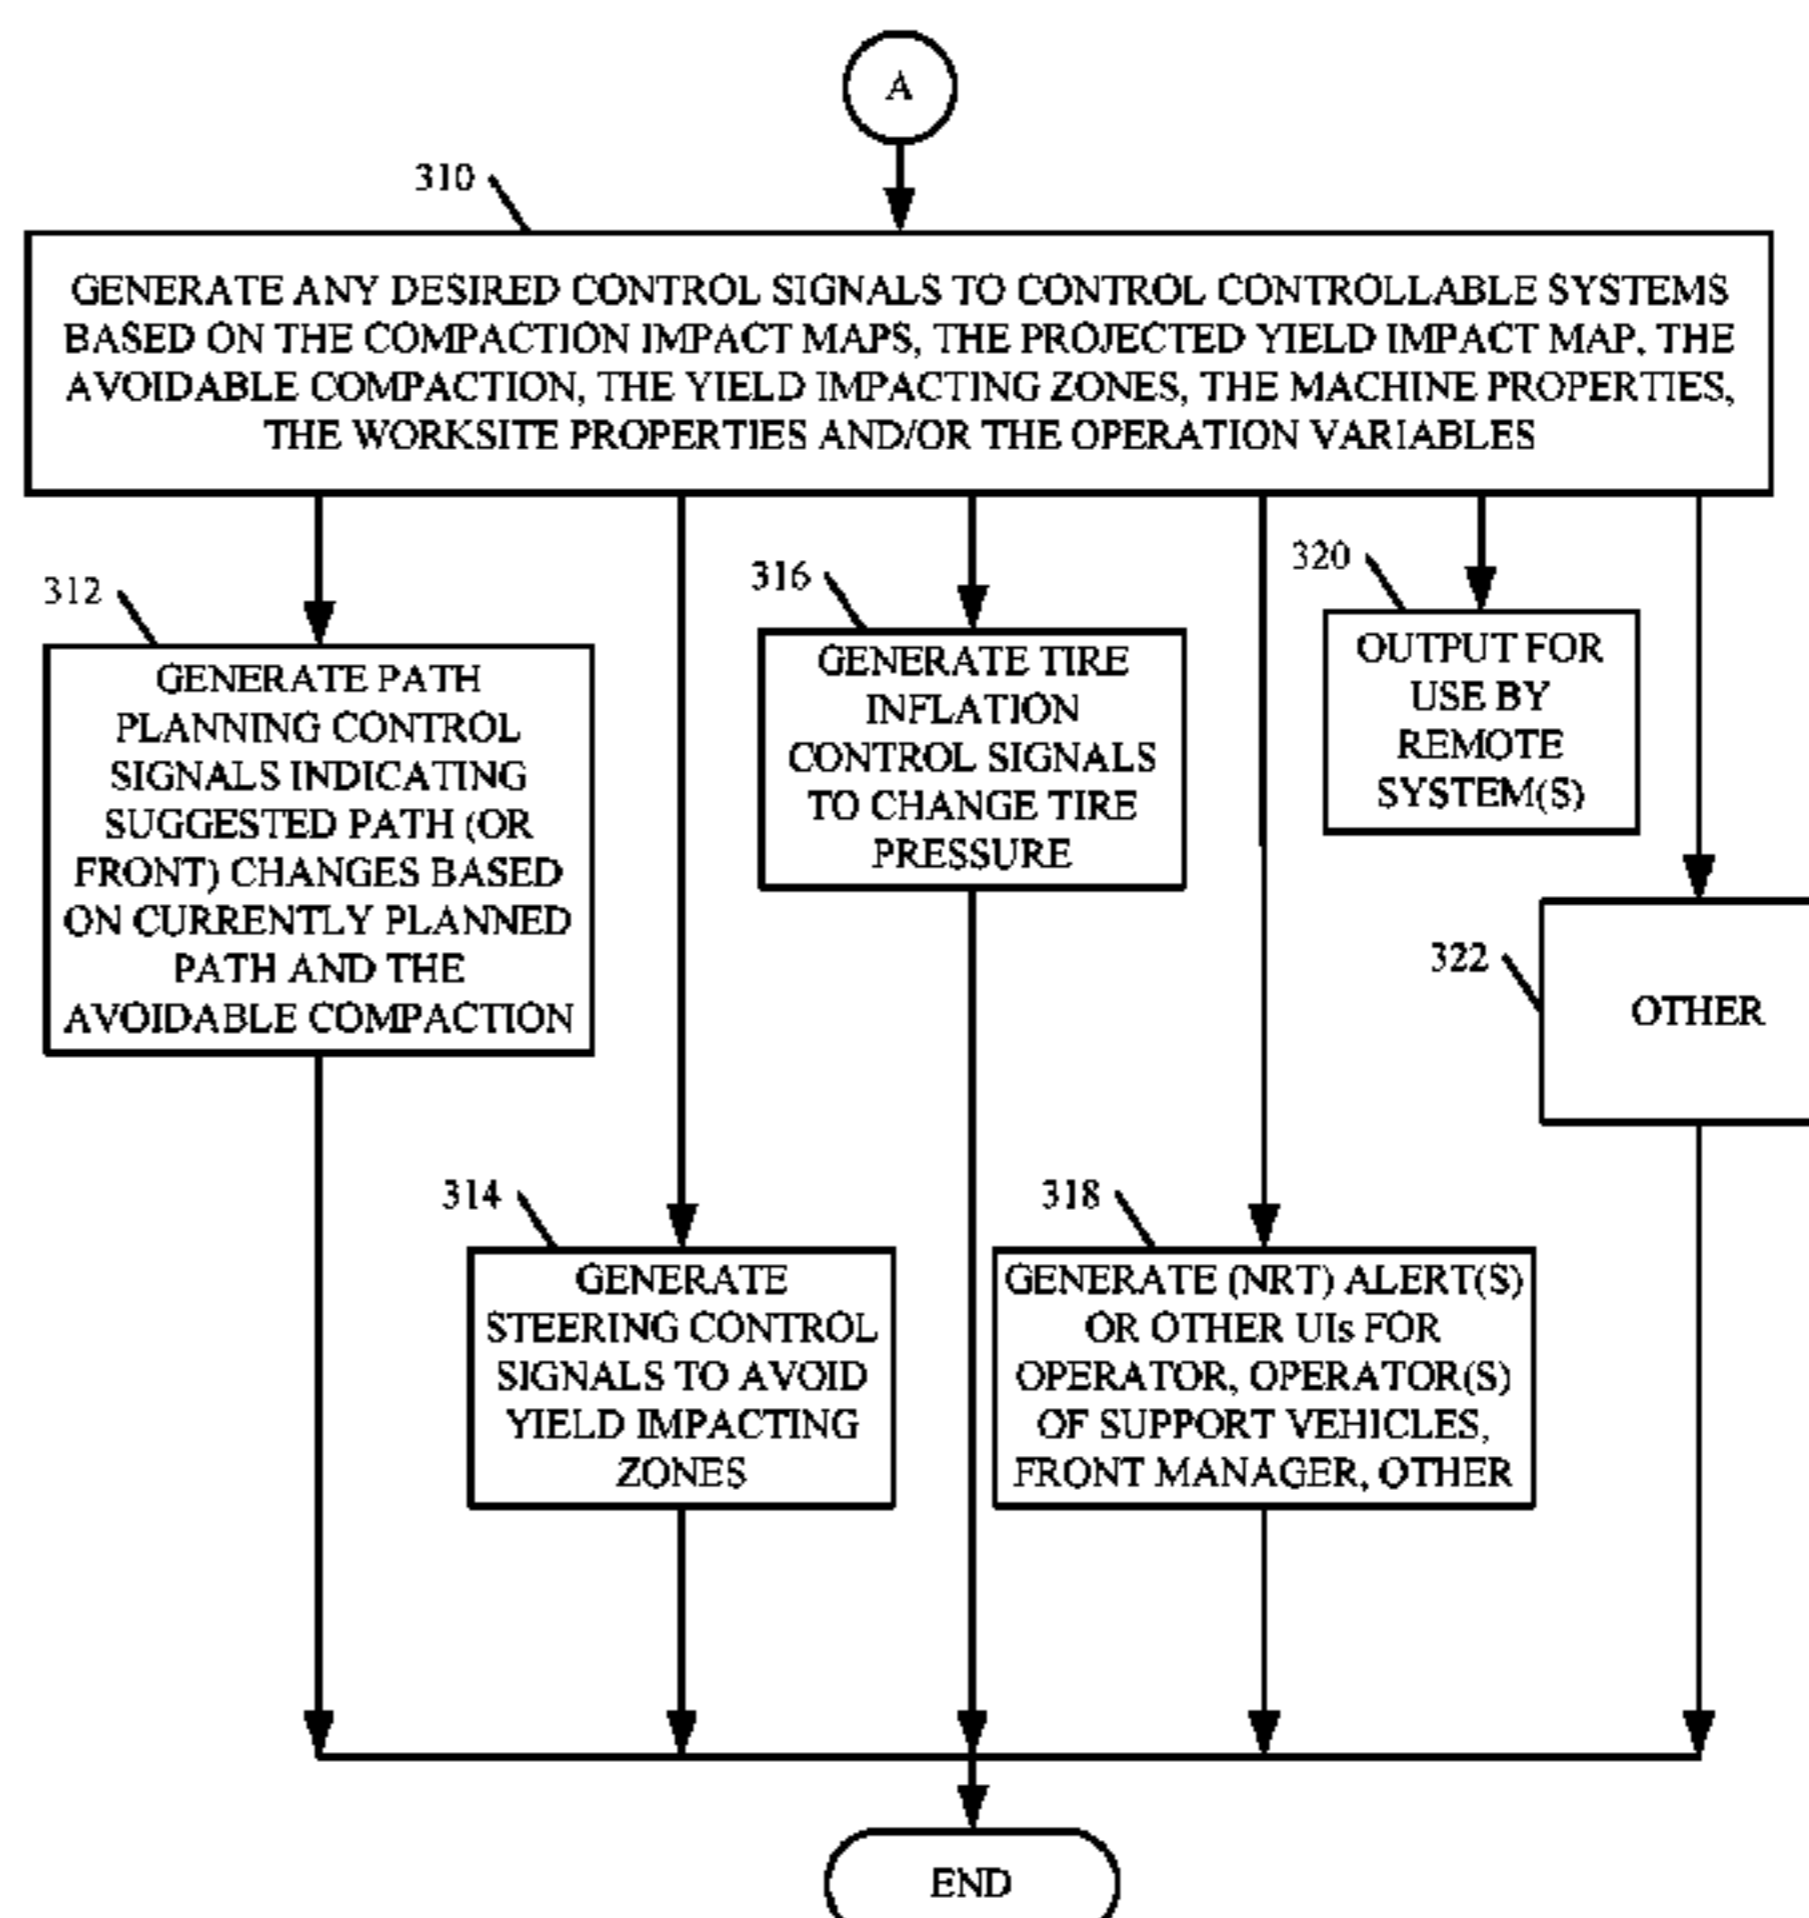 A
310
GENERATE ANY DESIRED CONTROL SIGNALS TO CONTROL CONTROLLABLE SYSTEMS
BASED ON THE COMPACTION IMPACT MAPS, THE PROJECTED YIELD IMPACT MAP, THE
AVOIDABLE COMPACTION, THE YIELD IMPACTING ZONES, THE MACHINE PROPERTIES,
THE WORKSITE PROPERTIES AND/OR THE OPERATION VARIABLES
312
GENERATE PATH
PLANNING CONTROL
SIGNALS INDICATING
SUGGESTED PATH (OR
FRONT) CHANGES BASED
ON CURRENTLY PLANNED
PATH AND THE
AVOIDABLE COMPACTION
316
GENERATE TIRE
INFLATION
CONTROL SIGNALS
TO CHANGE TIRE
PRESSURE
320
OUTPUT FOR
USE BY
REMOTE
SYSTEM(S)
322
OTHER
314
GENERATE
STEERING CONTROL
SIGNALS TO AVOID
YIELD IMPACTING
ZONES
318
GENERATE (NRT) ALERT(S)
OR OTHER UIs FOR
OPERATOR, OPERATOR(S)
OF SUPPORT VEHICLES,
FRONT MANAGER, OTHER
END